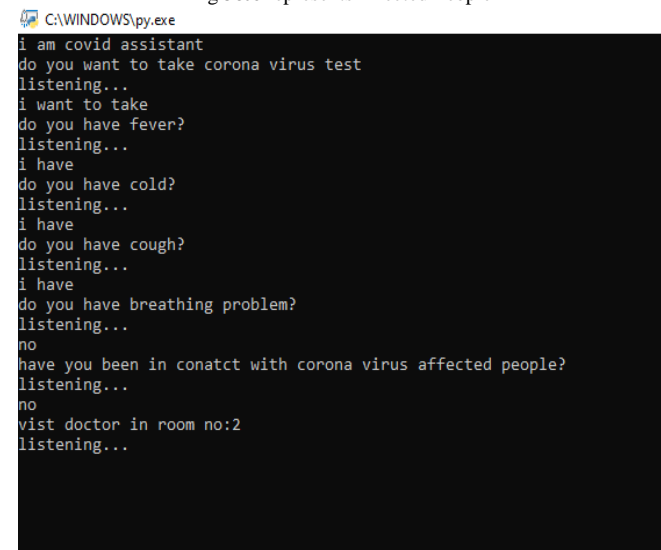 C:\WINDOWS\py.exe
i am covid assistant
do you want to take corona virus test
listening...
i want to take
do you have fever?
listening...
i have
do you have cold?
listening...
i have
do you have cough?
listening...
i have
do you have breathing problem?
listening...
no
have you been in conatct with corona virus affected people?
listening...
no
vist doctor in room no:2
listening...